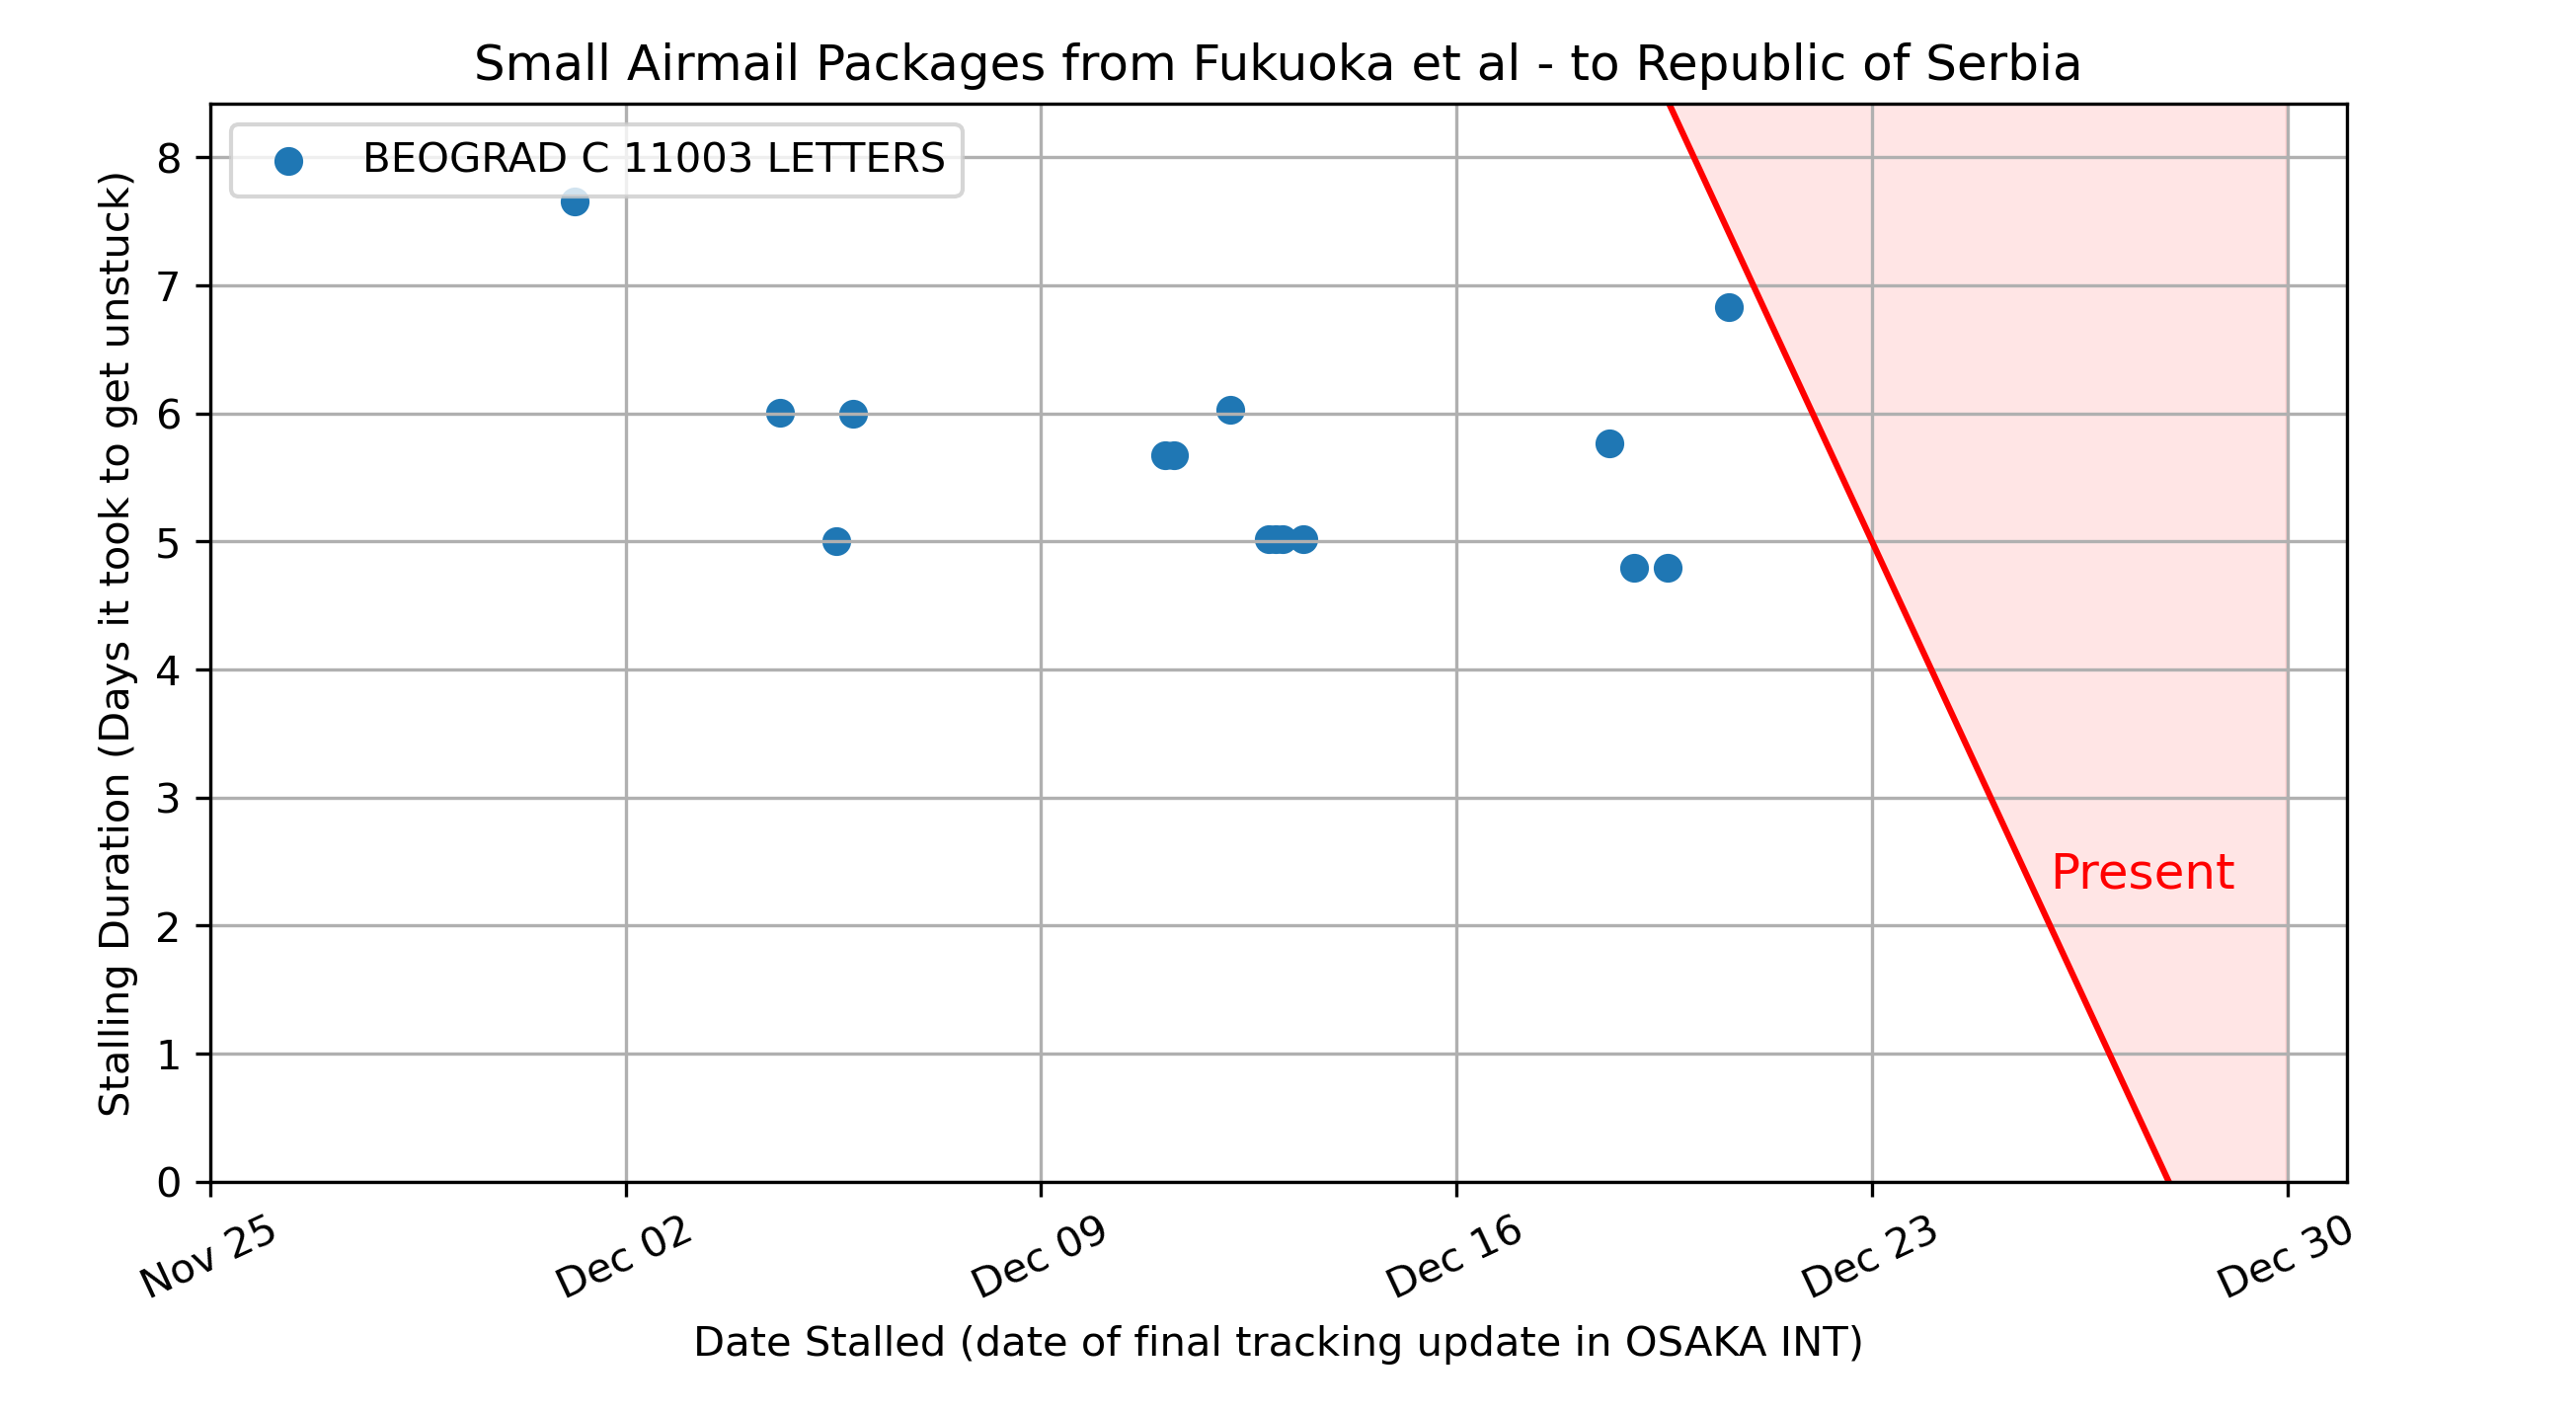 Small Airmail Packages from Fukuoka et al - to Republic of Serbia
BEOGRAD C 11003 LETTERS
Stalling Duration (Days it took to get unstuck)
8
7
6
5
4
3
2
1
0
Present
Nov 25
Dec 02
Dec 09
Dec 16
Dec 23
Dec 30
Date Stalled (date of final tracking update in OSAKA INT)